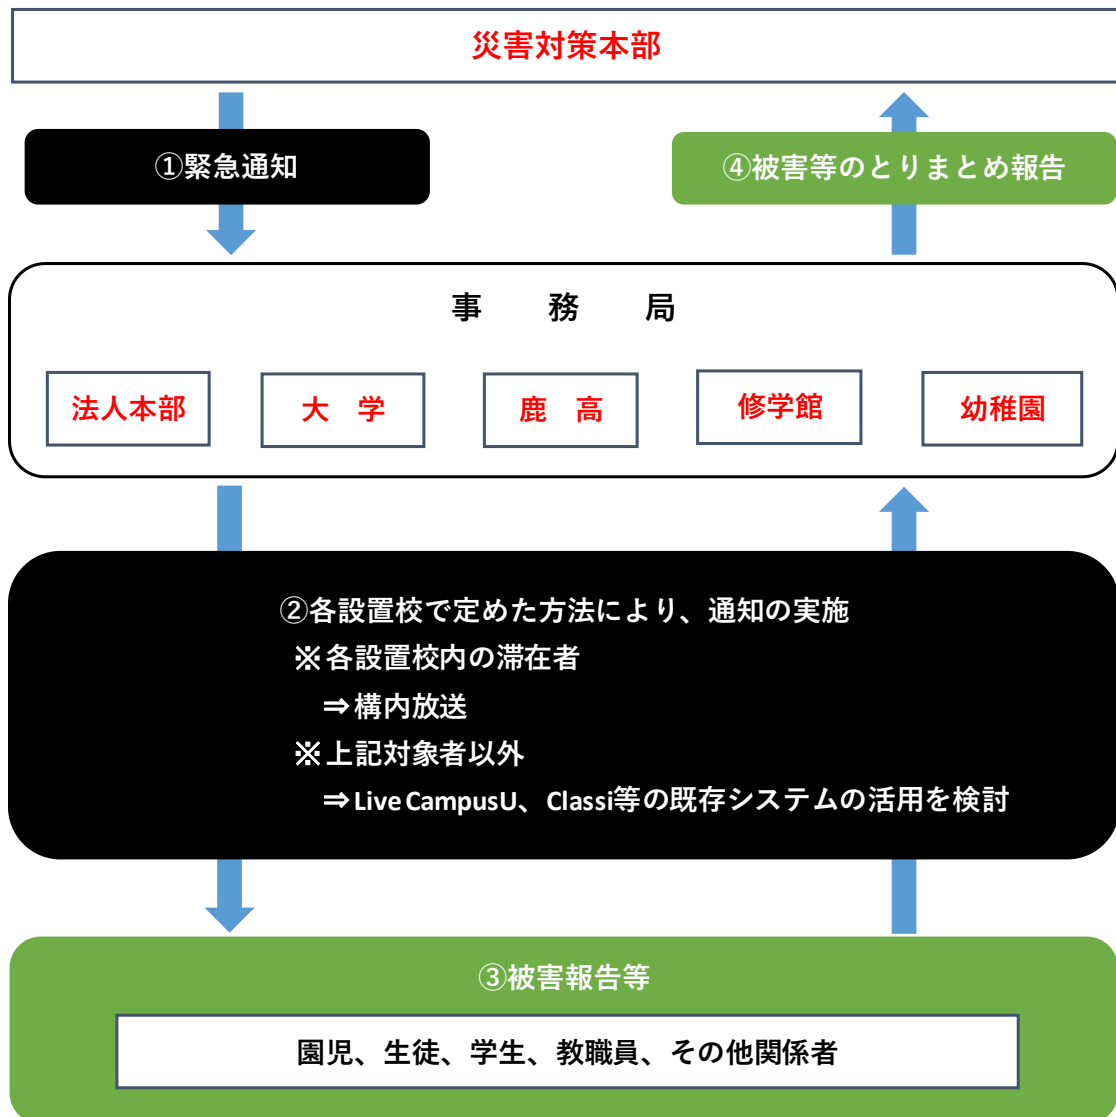 災害対策本部
①緊急通知
④被害等のとりまとめ報告
事　務　局
法人本部
大　学
鹿　高
修学館
幼稚園
②各設置校で定めた方法により、通知の実施
※各設置校内の滞在者
⇒構内放送
※上記対象者以外
⇒Live CampusU、Classi等の既存システムの活用を検討
③被害報告等
園児、生徒、学生、教職員、その他関係者